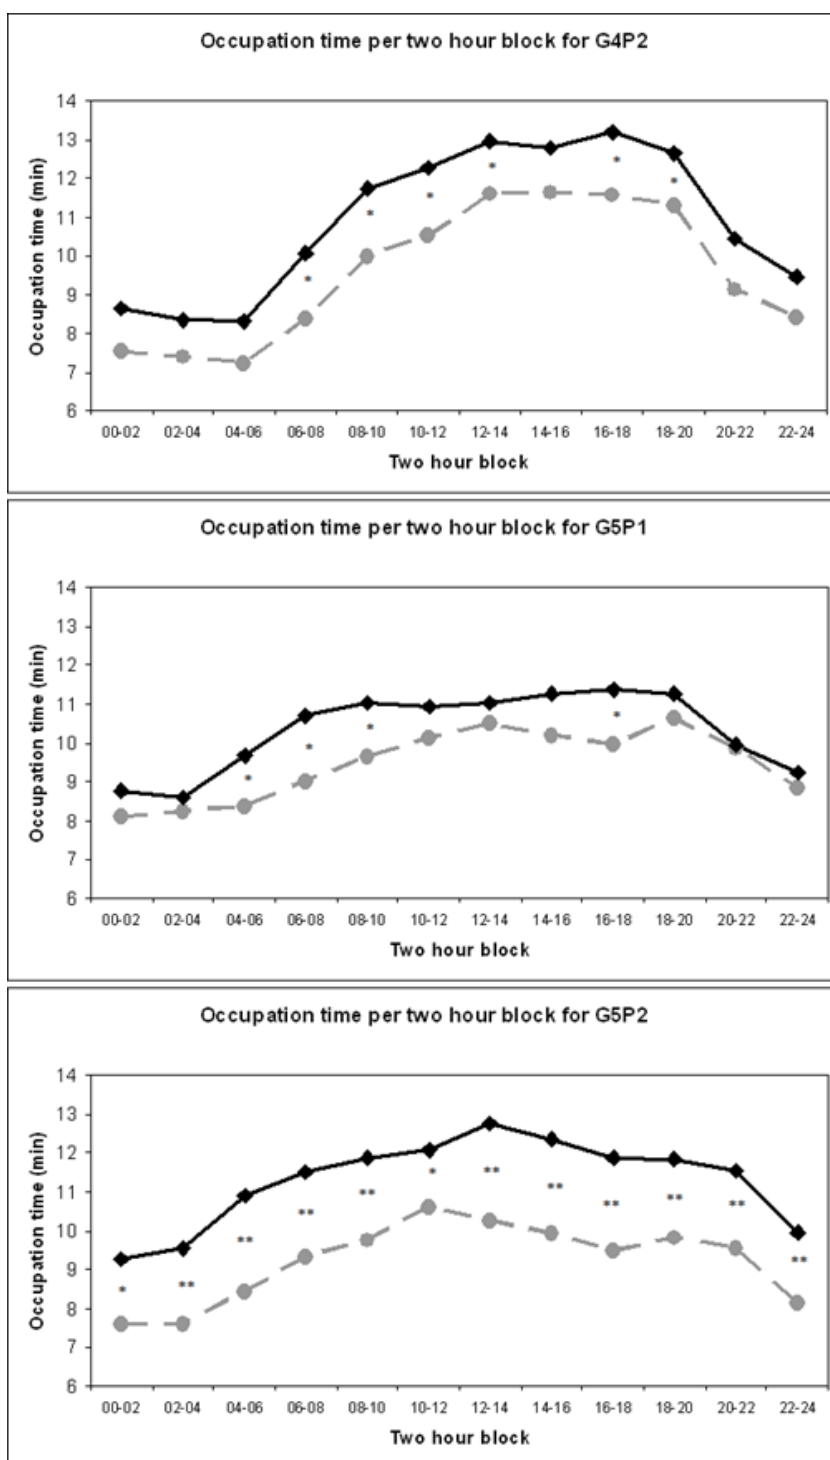 Occupation time per two hour block for G4P2
14
13
12
11
10
9
8
7
6
Occupation time (min)
* * * * * * *
00-02 02-04 04-06 06-08 08-10 10-12 12-14 14-16 16-18 18-20 20-22 22-24
Two hour block
Occupation time per two hour block for G5P1
14
13
12
11
10
9
8
7
6
Occupation time (min)
* * * *
00-02 02-04 04-06 06-08 08-10 10-12 12-14 14-16 16-18 18-20 20-22 22-24
Two hour block
Occupation time per two hour block for G5P2
14
13
12
11
10
9
8
7
6
Occupation time (min)
* ** ** ** ** * ** ** ** ** ** **
00-02 02-04 04-06 06-08 08-10 10-12 12-14 14-16 16-18 18-20 20-22 22-24
Two hour block